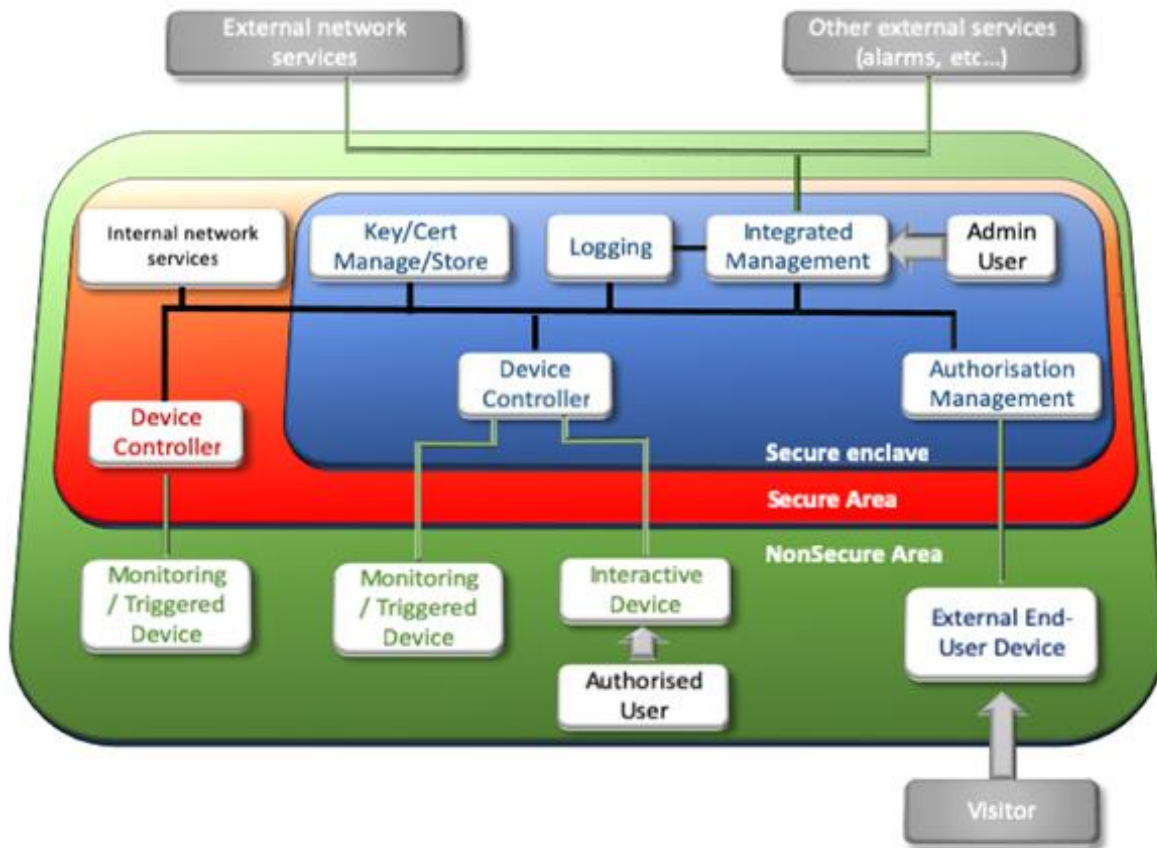 External network
services
Other external services
(alarms, etc...)
Internal network
services
Key/Cert
Manage/Store
Logging
Integrated
Management
Admin
User
Device
Controller
Authorisation
Management
Device
Controller
Secure enclave
Secure Area
NonSecure Area
Monitoring
/ Triggered
Device
Monitoring
/ Triggered
Device
Interactive
Device
External End-
User Device
Authorised
User
Visitor